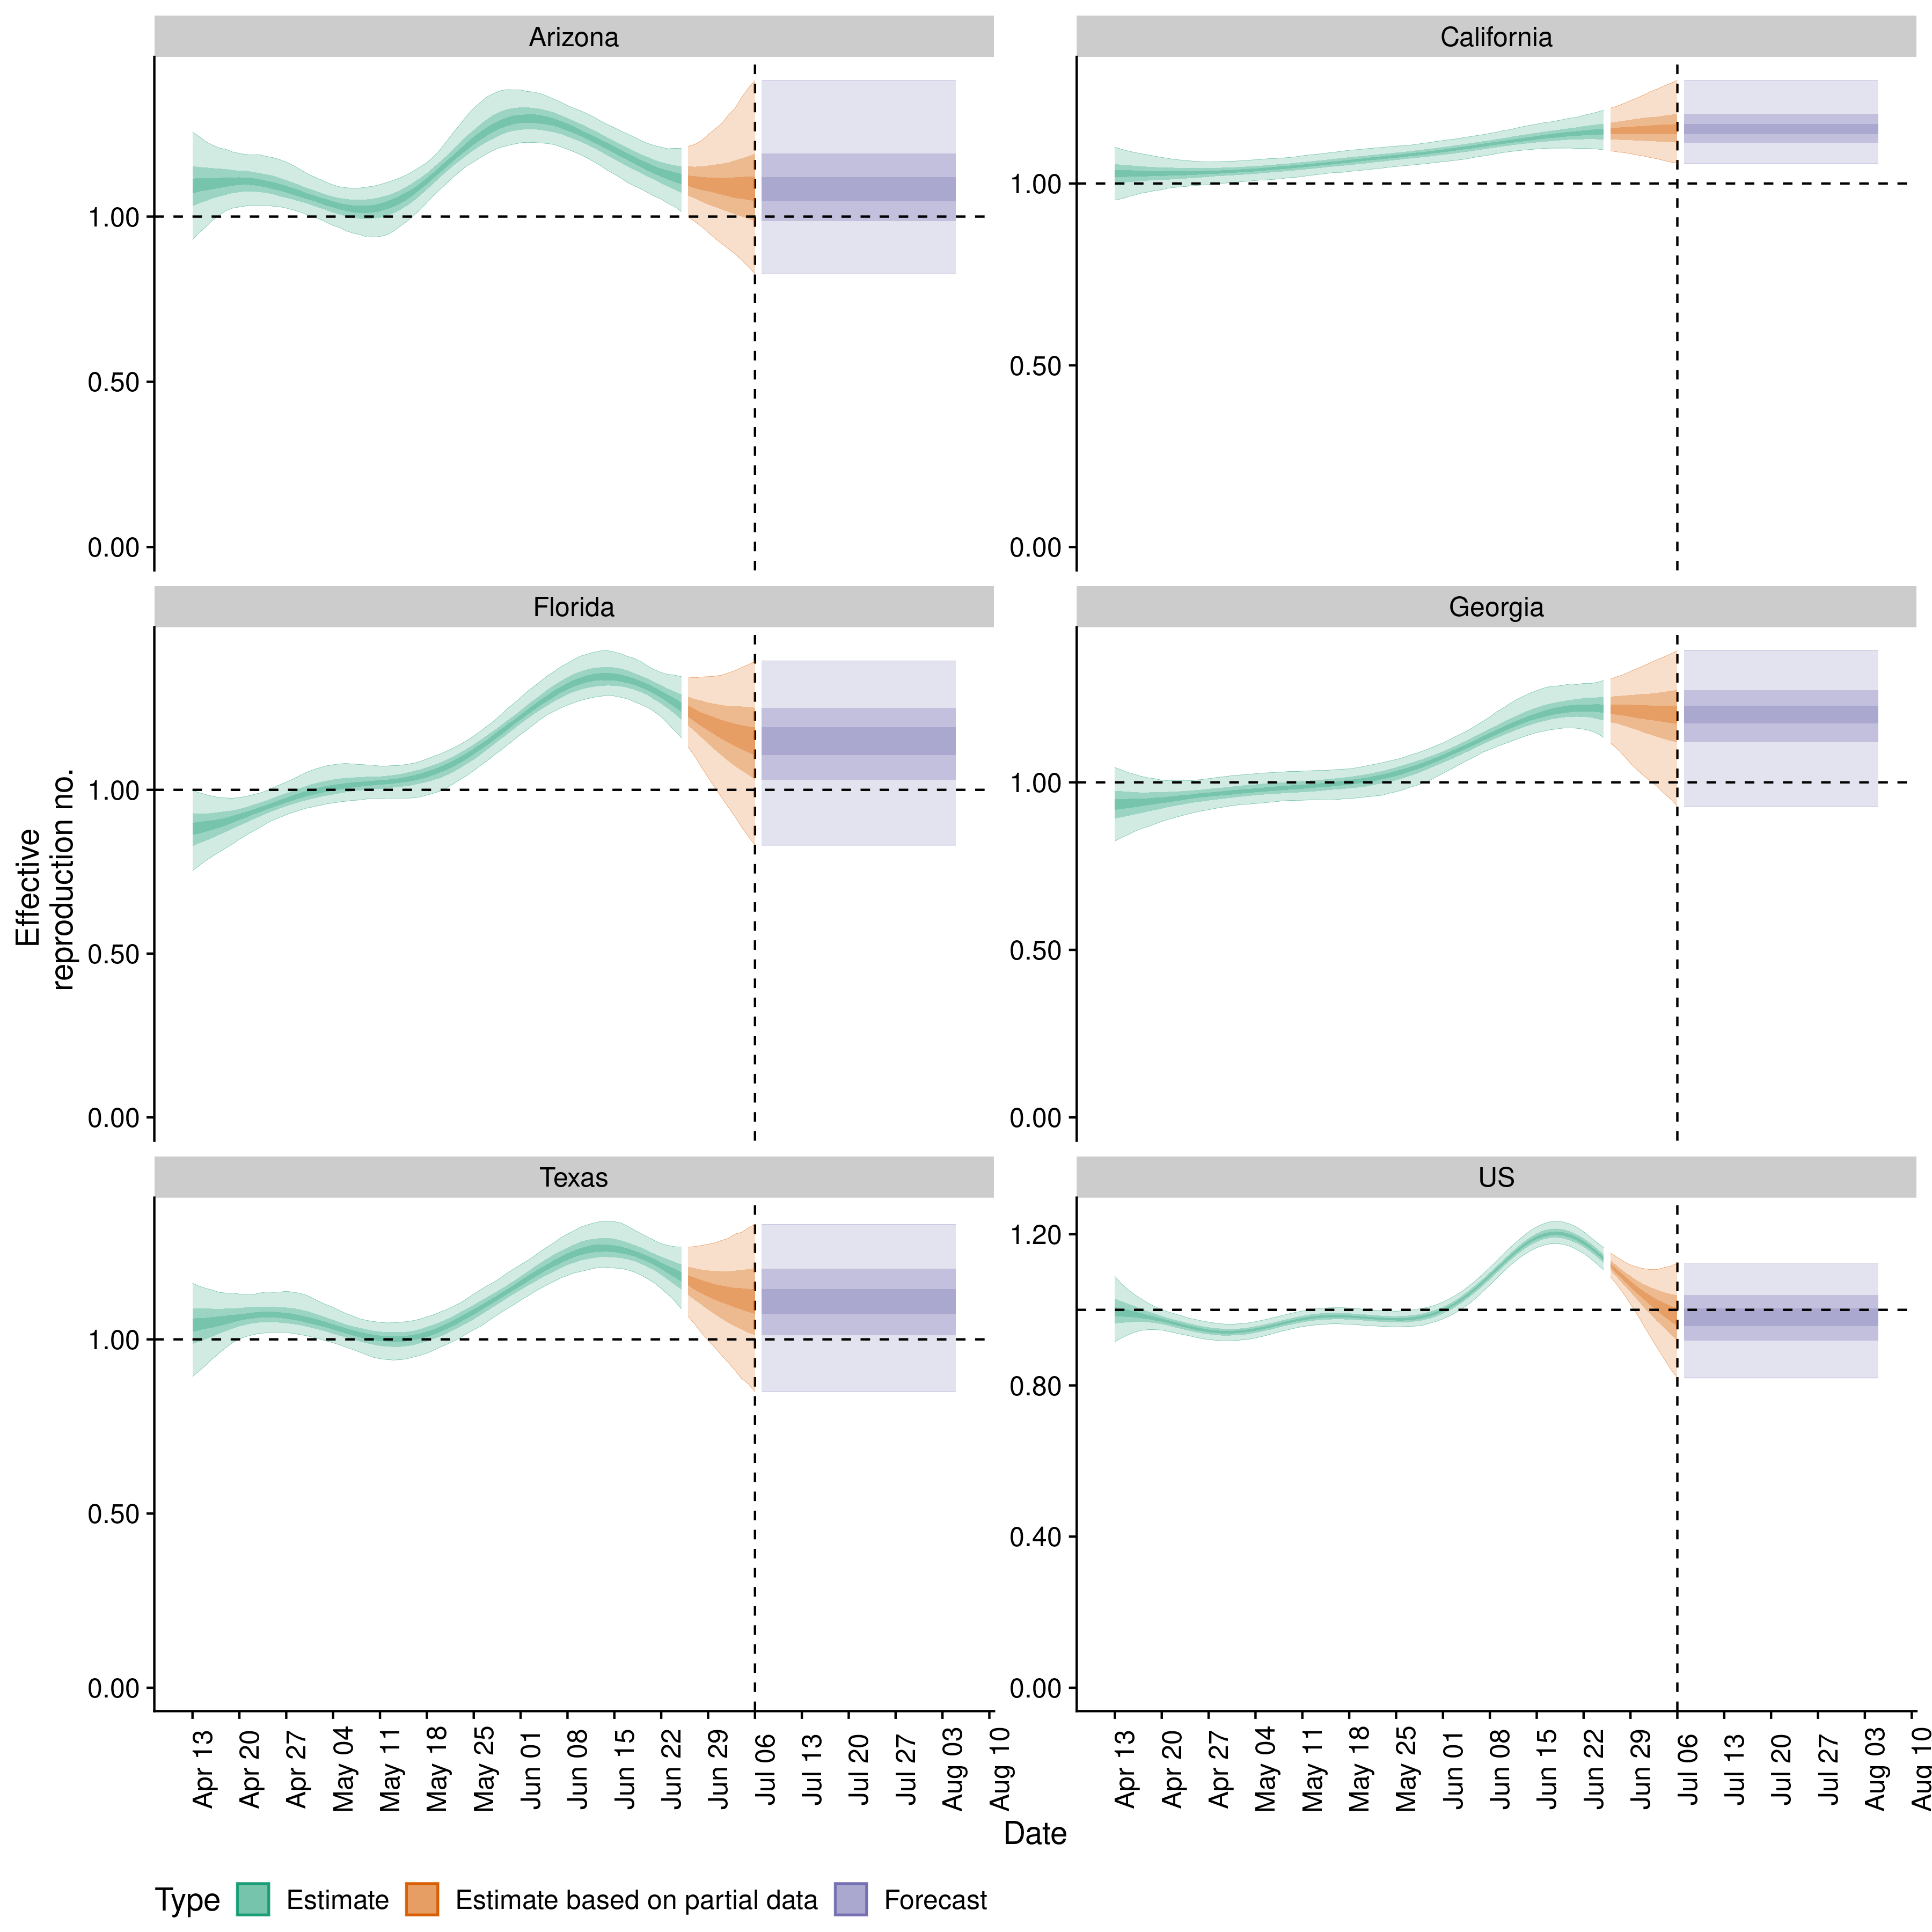 Arizona
California
1.00
0.50
0.00
1.00
0.50
0.00
Florida
Georgia
Effective
reproduction no.
1.00
0.50
0.00
1.00
0.50
0.00
Texas
US
1.00
0.50
0.00
1.20
0.80
0.40
0.00
Apr 13
Apr 20
Apr 27
May 04
May 11
May 18
May 25
Jun 01
Jun 08
Jun 15
Jun 22
Jun 29
Jul 06
Jul 13
Jul 20
Jul 27
Aug 03
Aug 10
Apr 13
Apr 20
Apr 27
May 04
May 11
May 18
May 25
Jun 01
Jun 08
Jun 15
Jun 22
Jun 29
Jul 06
Jul 13
Jul 20
Jul 27
Aug 03
Aug 10
Date
Type Estimate Estimate based on partial data Forecast